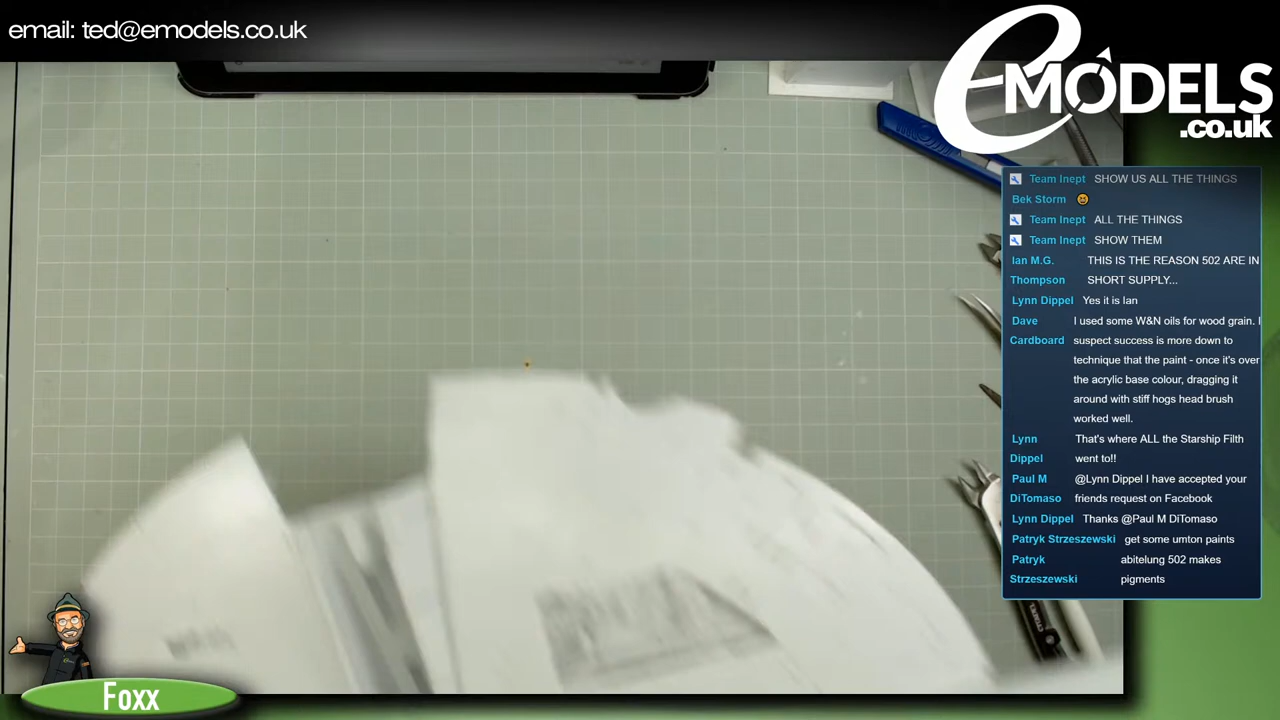 email: ted@emodels.co.uk
eMODELS
.co.uk
Team Inept SHOW US ALL THE THINGS
Bek Storm
Team Inept ALL THE THINGS
Team Inept SHOW THEM
Ian M.G. THIS IS THE REASON 502 ARE IN
Thompson SHORT SUPPLY...
Lynn Dippel Yes it is Ian
Dave I used some W&N oils for wood grain. I
Cardboard suspect success is more down to
technique that the paint - once it's over
the acrylic base colour, dragging it
around with stiff hogs head brush
worked well.
Lynn That's where ALL the Starship Filth
Dippel went to!!
Paul M @Lynn Dippel I have accepted your
DiTomaso friends request on Facebook
Lynn Dippel Thanks @Paul M DiTomaso
Patryk Strzeszewski get some umton paints
Patryk abitelung 502 makes
Strzeszewski pigments
CITADEL
Foxx